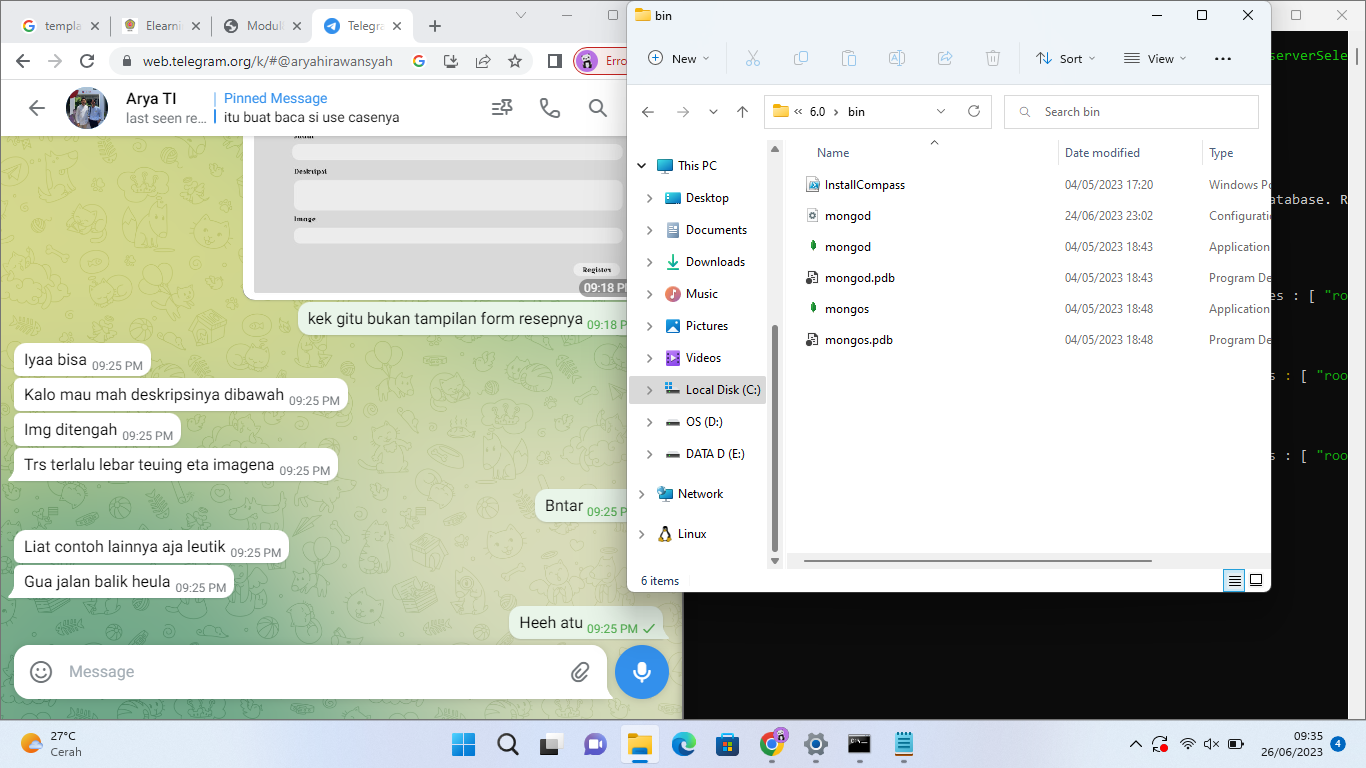 templa
Elearni
Modull
Telegra
web.telegram.org/k/#@aryahirawansyah
Erro
Arya TI
last seen re...
Pinned Message
itu buat baca si use casenya
Deskripsi
Image
Register
09:18 P
kek gitu bukan tampilan form resepnya 09:18 P
Iyaa bisa 09:25 PM
Kalo mau mah deskripsinya dibawah 09:25 PM
Img ditengah 09:25 PM
Trs terlalu lebar teuing eta imagena 09:25 PM
Bntar 09:25 P
Liat contoh lainnya aja leutik 09:25 PM
Gua jalan balik heula 09:25 PM
Heeh atu 09:25 PM
Message
bin
New
Sort
View
6.0
bin
Search bin
This PC
Desktop
Documents
Downloads
Music
Pictures
Videos
Local Disk (C:)
OS (D:)
DATA D (E:)
Network
Linux
Name Date modified Type
InstallCompass 04/05/2023 17:20 Windows Po
mongod 24/06/2023 23:02 Configuratio
mongod 04/05/2023 18:43 Application
mongod.pdb 04/05/2023 18:43 Program De
mongos 04/05/2023 18:48 Application
mongos.pdb 04/05/2023 18:48 Program De
6 items
serverSele
atabase. R
es : [ "ro
s : [ "roo
s : [ "roo
27°C
Cerah
09:35
26/06/2023
4